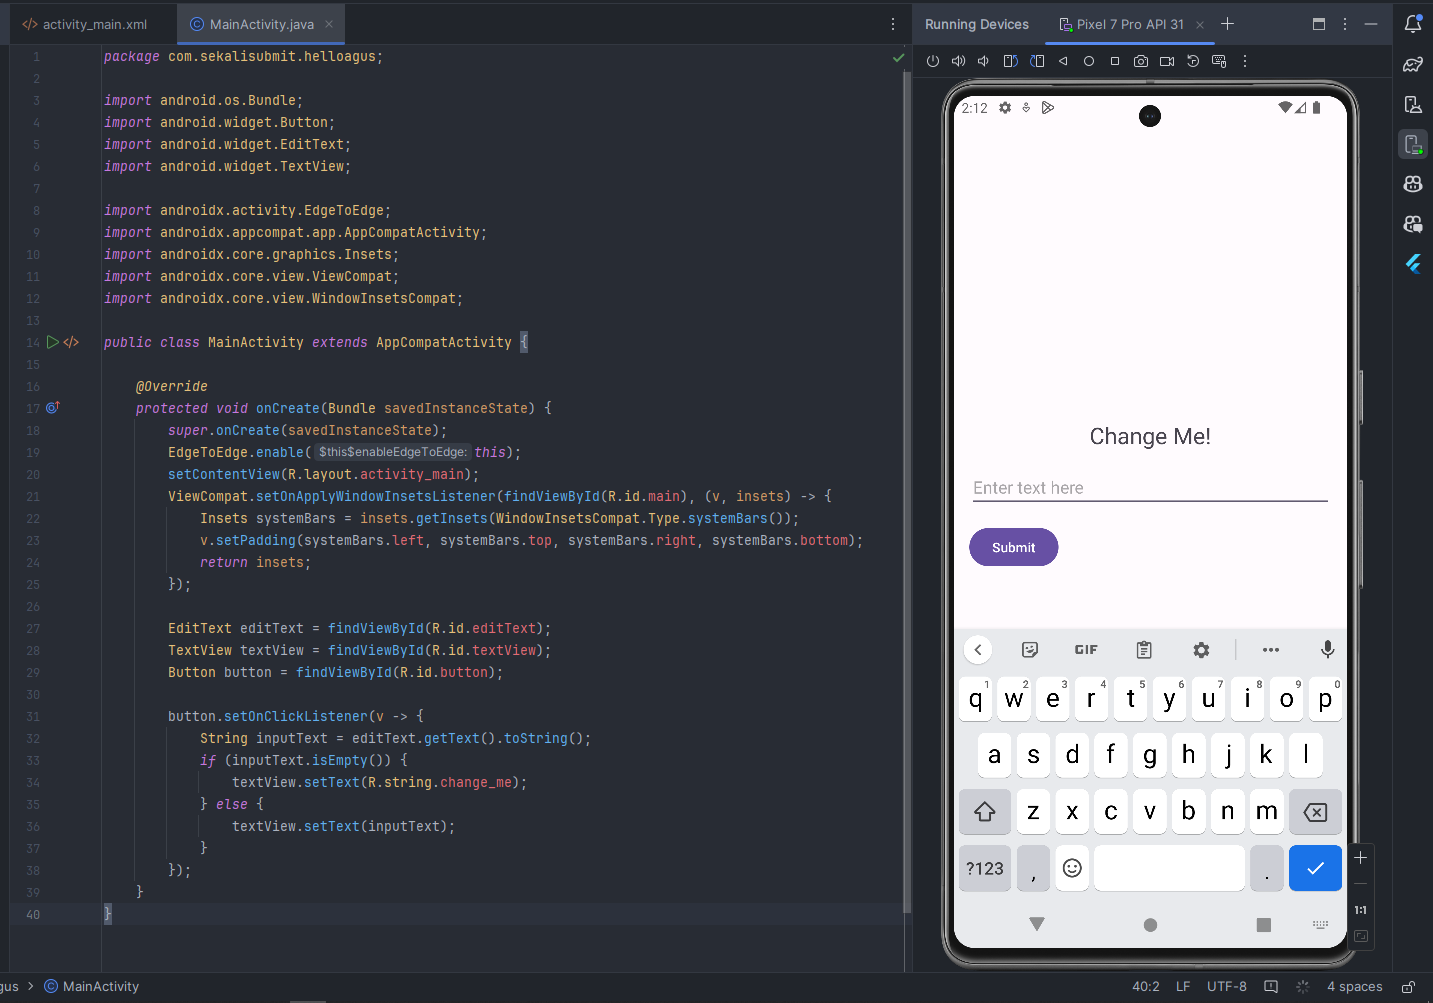 activity_main.xml
MainActivity.java
Running Devices
Pixel 7 Pro API 31
1 package com.sekalisubmit.helloagus;
2
3 import android.os.Bundle;
4 import android.widget.Button;
5 import android.widget.EditText;
6 import android.widget.TextView;
7
8 import androidx.activity.EdgeToEdge;
9 import androidx.appcompat.app.AppCompatActivity;
10 import androidx.core.graphics.Insets;
11 import androidx.core.view.ViewCompat;
12 import androidx.core.view.WindowInsetsCompat;
13
14 public class MainActivity extends AppCompatActivity {
15
16 @Override
17 protected void onCreate(Bundle savedInstanceState) {
18 super.onCreate(savedInstanceState);
19 EdgeToEdge.enable( $this$enableEdgeToEdge: this);
20 setContentView(R.layout.activity_main);
21 ViewCompat.setOnApplyWindowInsetsListener(findViewById(R.id.main), (v, insets) -> {
22 Insets systemBars = insets.getInsets(WindowInsetsCompat.Type.systemBars());
23 v.setPadding(systemBars.left, systemBars.top, systemBars.right, systemBars.bottom);
24 return insets;
25 });
26
27 EditText editText = findViewById(R.id.editText);
28 TextView textView = findViewById(R.id.textView);
29 Button button = findViewById(R.id.button);
30
31 button.setOnClickListener(v -> {
32 String inputText = editText.getText().toString();
33 if (inputText.isEmpty()) {
34 textView.setText(R.string.change_me);
35 } else {
36 textView.setText(inputText);
37 }
38 });
39 }
40 }
2:12
Change Me!
Enter text here
Submit
GIF
q1 w2 e3 r4 t5 y6 u7 i8 o9 p0
a s d f g h j k l
z x c v b n m
?123 , .
1:1
gus > MainActivity
40:2 LF UTF-8 4 spaces